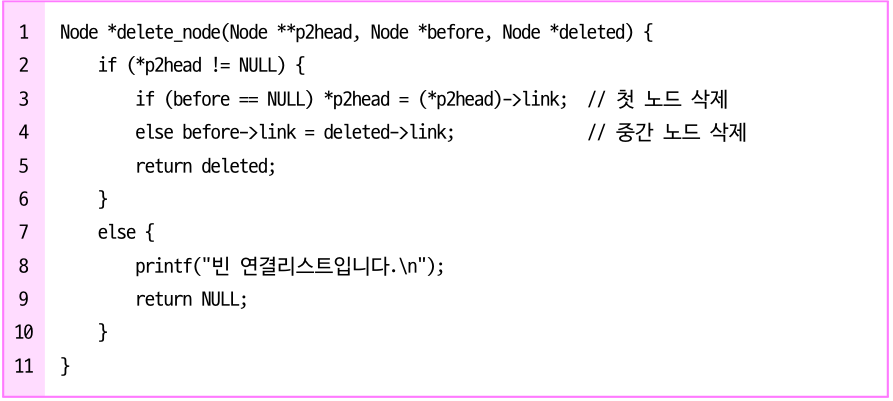 1 Node *delete_node(Node **p2head, Node *before, Node *deleted) {
2 if (*p2head != NULL) {
3 if (before == NULL) *p2head = (*p2head)->link; // 첫 노드 삭제
4 else before->link = deleted->link; // 중간 노드 삭제
5 return deleted;
6 }
7 else {
8 printf("빈 연결리스트입니다.\n");
9 return NULL;
10 }
11 }